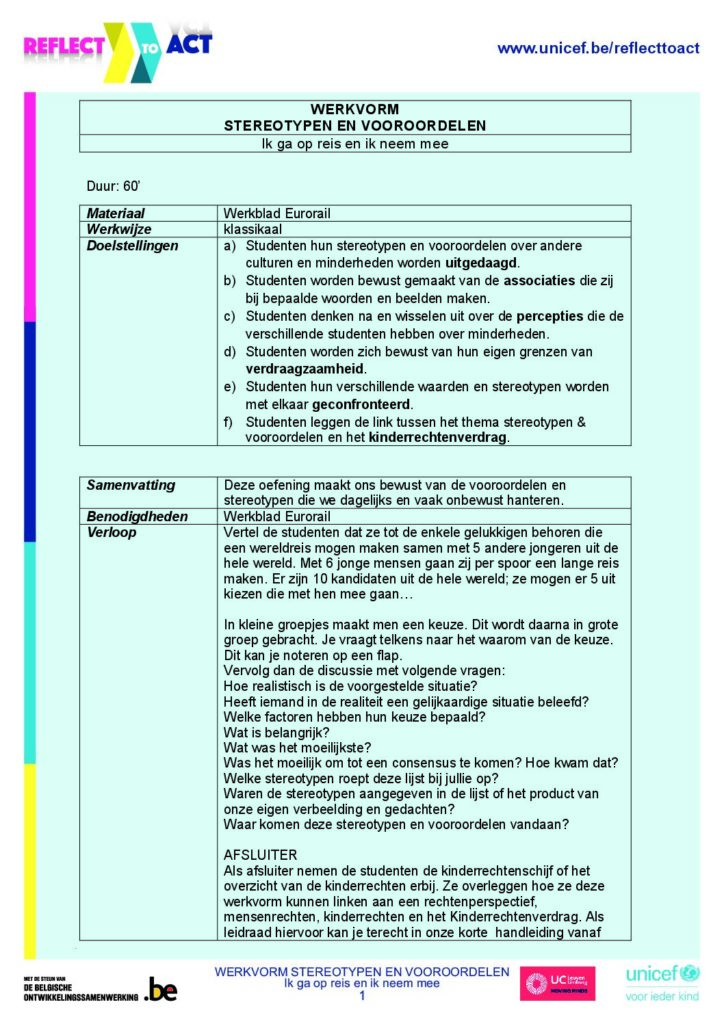 REFLECT TO ACT
www.unicef.be/reflecttoact
WERKVORM
STEREOTYPEN EN VOOROORDELEN
Ik ga op reis en ik neem mee
Duur: 60’
Materiaal Werkblad Eurorail
Werkwijze klassikaal
Doelstellingen a) Studenten hun stereotypen en vooroordelen over andere
culturen en minderheden worden uitgedaagd.
b) Studenten worden bewust gemaakt van de associaties die zij
bij bepaalde woorden en beelden maken.
c) Studenten denken na en wisselen uit over de percepties die de
verschillende studenten hebben over minderheden.
d) Studenten worden zich bewust van hun eigen grenzen van
verdraagzaamheid.
e) Studenten hun verschillende waarden en stereotypen worden
met elkaar geconfronteerd.
f) Studenten leggen de link tussen het thema stereotypen &
vooroordelen en het kinderrechtenverdrag.
Samenvatting Deze oefening maakt ons bewust van de vooroordelen en
stereotypen die we dagelijks en vaak onbewust hanteren.
Benodigdheden Werkblad Eurorail
Verloop Vertel de studenten dat ze tot de enkele gelukkigen behoren die
een wereldreis mogen maken samen met 5 andere jongeren uit de
hele wereld. Met 6 jonge mensen gaan zij per spoor een lange reis
maken. Er zijn 10 kandidaten uit de hele wereld; ze mogen er 5 uit
kiezen die met hen mee gaan…
In kleine groepjes maakt men een keuze. Dit wordt daarna in grote
groep gebracht. Je vraagt telkens naar het waarom van de keuze.
Dit kan je noteren op een flap.
Vervolg dan de discussie met volgende vragen:
Hoe realistisch is de voorgestelde situatie?
Heeft iemand in de realiteit een gelijkaardige situatie beleefd?
Welke factoren hebben hun keuze bepaald?
Wat is belangrijk?
Wat was het moeilijkste?
Was het moeilijk om tot een consensus te komen? Hoe kwam dat?
Welke stereotypen roept deze lijst bij jullie op?
Waren de stereotypen aangegeven in de lijst of het product van
onze eigen verbeelding en gedachten?
Waar komen deze stereotypen en vooroordelen vandaan?
AFSLUITER
Als afsluiter nemen de studenten de kinderrechtenschijf of het
overzicht van de kinderrechten erbij. Ze overleggen hoe ze deze
werkvorm kunnen linken aan een rechtenperspectief,
mensenrechten, kinderrechten en het Kinderrechtenverdrag. Als
leidraad hiervoor kan je terecht in onze korte handleiding vanaf
MET DE STEUN VAN
DE BELGISCHE
ONTWIKKELINGSSAMENWERKING .be
WERKVORM STEREOTYPEN EN VOOROORDELEN
Ik ga op reis en ik neem mee
1
UC Leuven Limburg
MOVING MINDS
unicef
voor ieder kind